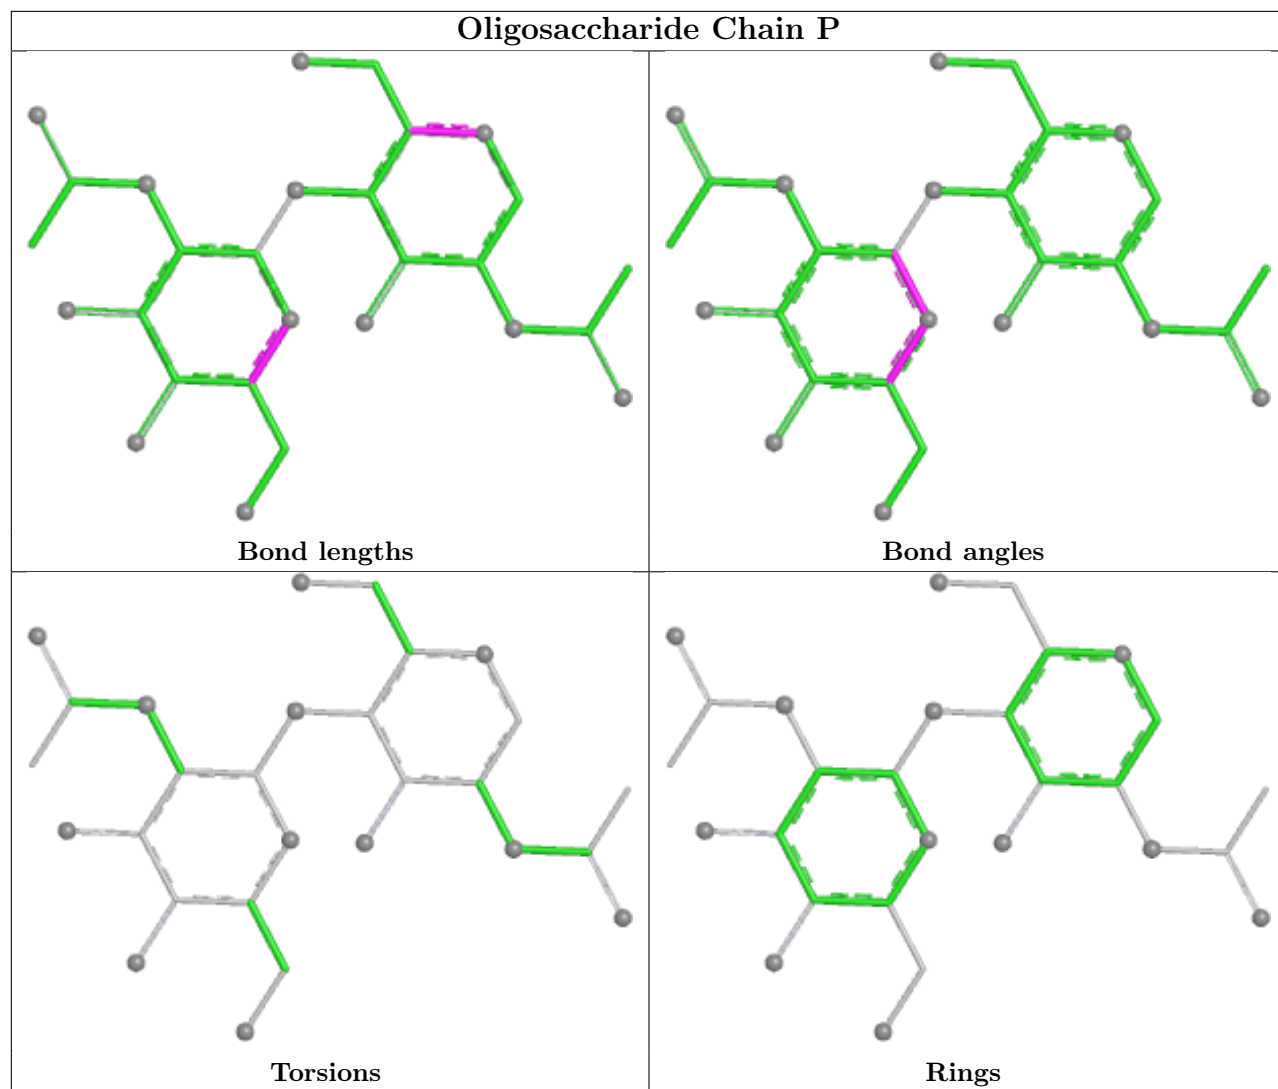 Oligosaccharide Chain P
Bond lengths
Bond angles
Torsions
Rings